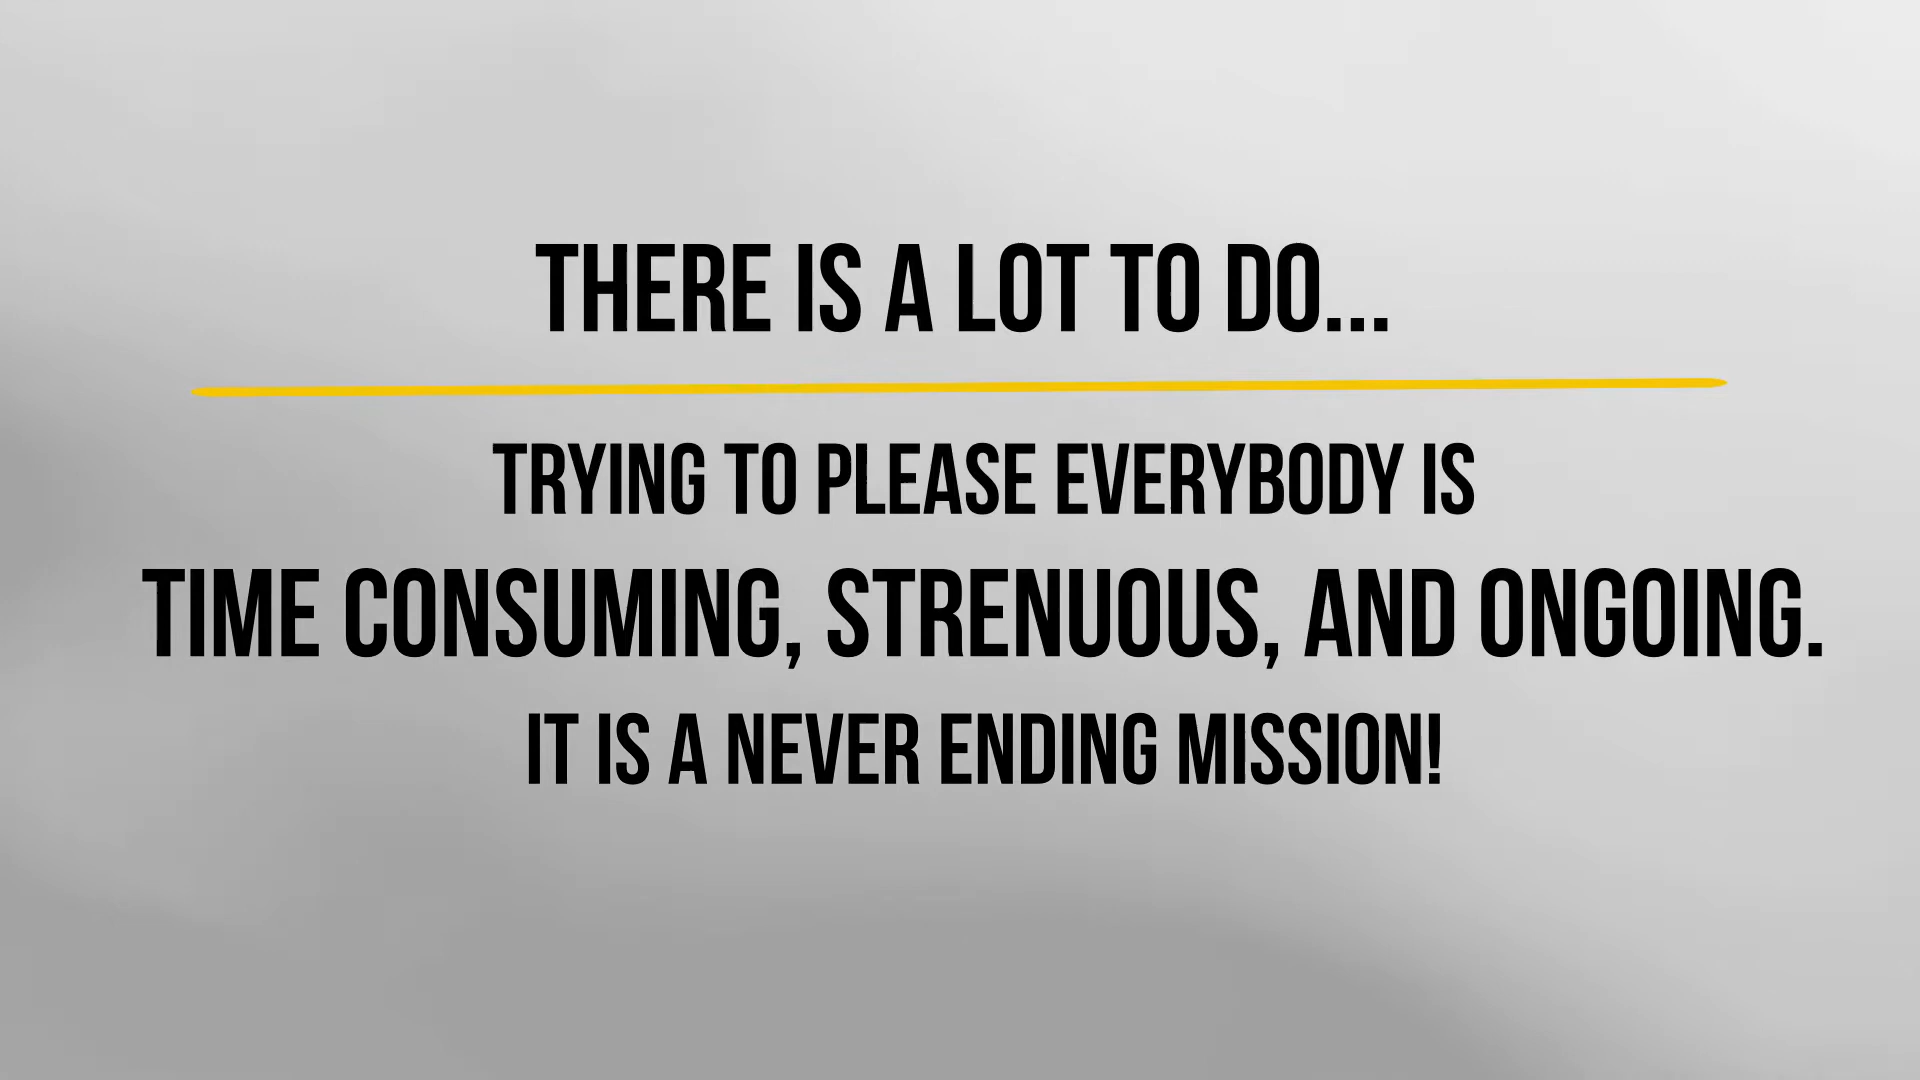 THERE IS A LOT TO DO...
TRYING TO PLEASE EVERYBODY IS
TIME CONSUMING, STRENUOUS, AND ONGOING.
IT IS A NEVER ENDING MISSION!